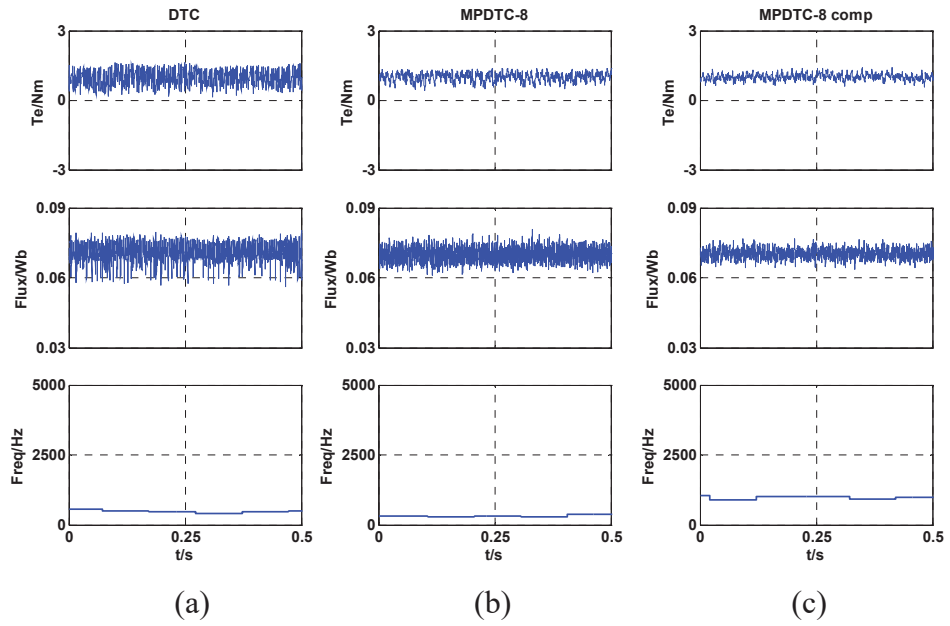 DTC
3
0
-3
Te/Nm
0.09
0.06
0.03
Flux/Wb
5000
2500
0
Freq/Hz
0 0.25 0.5
t/s
(a)
MPDTC-8
3
0
-3
Te/Nm
0.09
0.06
0.03
Flux/Wb
5000
2500
0
Freq/Hz
0 0.25 0.5
t/s
(b)
MPDTC-8 comp
3
0
-3
Te/Nm
0.09
0.06
0.03
Flux/Wb
5000
2500
0
Freq/Hz
0 0.25 0.5
t/s
(c)